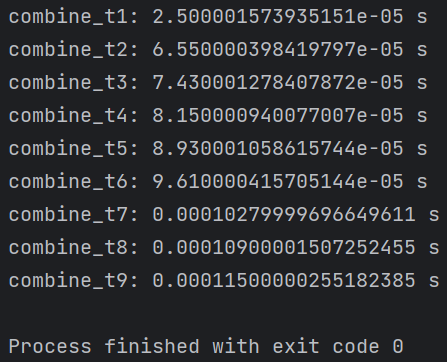 combine_t1: 2.500001573935151e-05 s
combine_t2: 6.550000398419797e-05 s
combine_t3: 7.430001278407872e-05 s
combine_t4: 8.150000940077007e-05 s
combine_t5: 8.930001058615744e-05 s
combine_t6: 9.610000415705144e-05 s
combine_t7: 0.00010279999696649611 s
combine_t8: 0.00010900001507252455 s
combine_t9: 0.00011500000255182385 s
Process finished with exit code 0